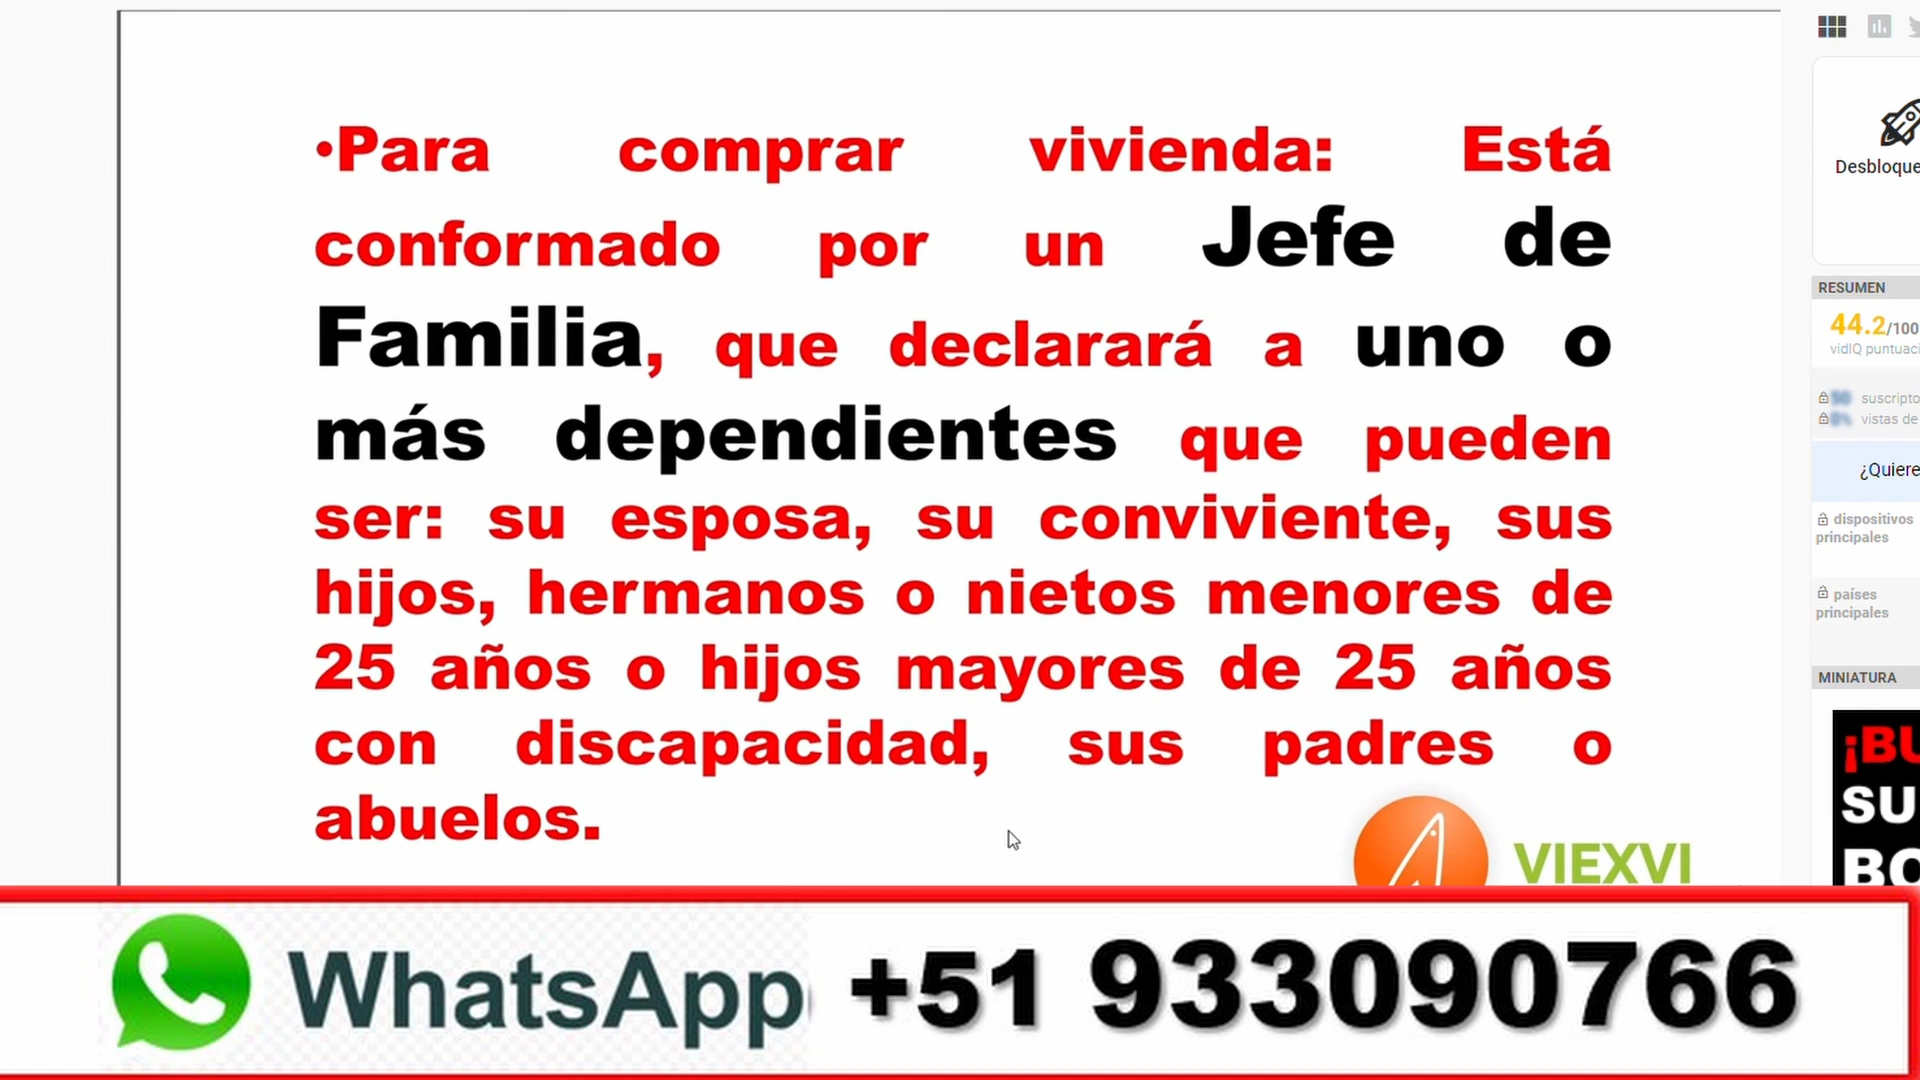 •Para comprar vivienda: Está
conformado por un Jefe de
Familia, que declarará a uno o
más dependientes que pueden
ser: su esposa, su conviviente, sus
hijos, hermanos o nietos menores de
25 años o hijos mayores de 25 años
con discapacidad, sus padres o
abuelos.
VIEXVI
WhatsApp +51 933090766
Desbloque
RESUMEN
44.2/100
vidIQ puntuaci
suscripto
vistas de
¿Quiere
dispositivos
principales
países
principales
MINIATURA
¡BU
SU
BO